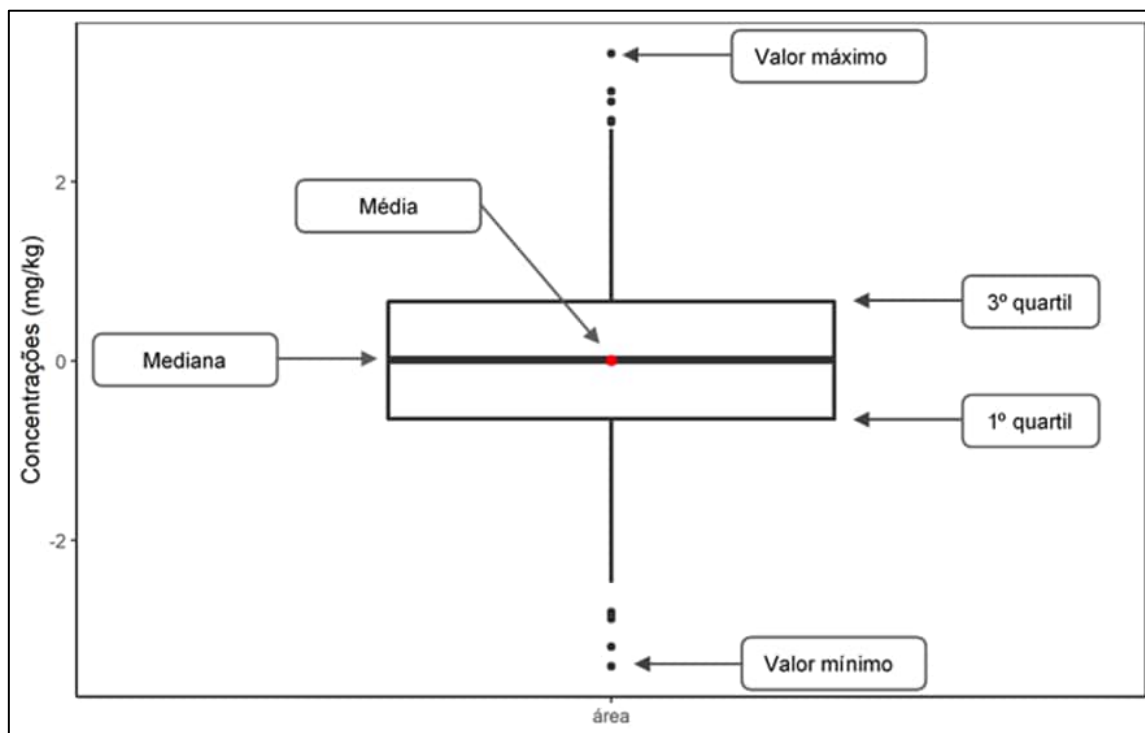 Valor máximo
2
Média
Concentrações (mg/kg)
3º quartil
Mediana
0
1º quartil
-2
Valor mínimo
área